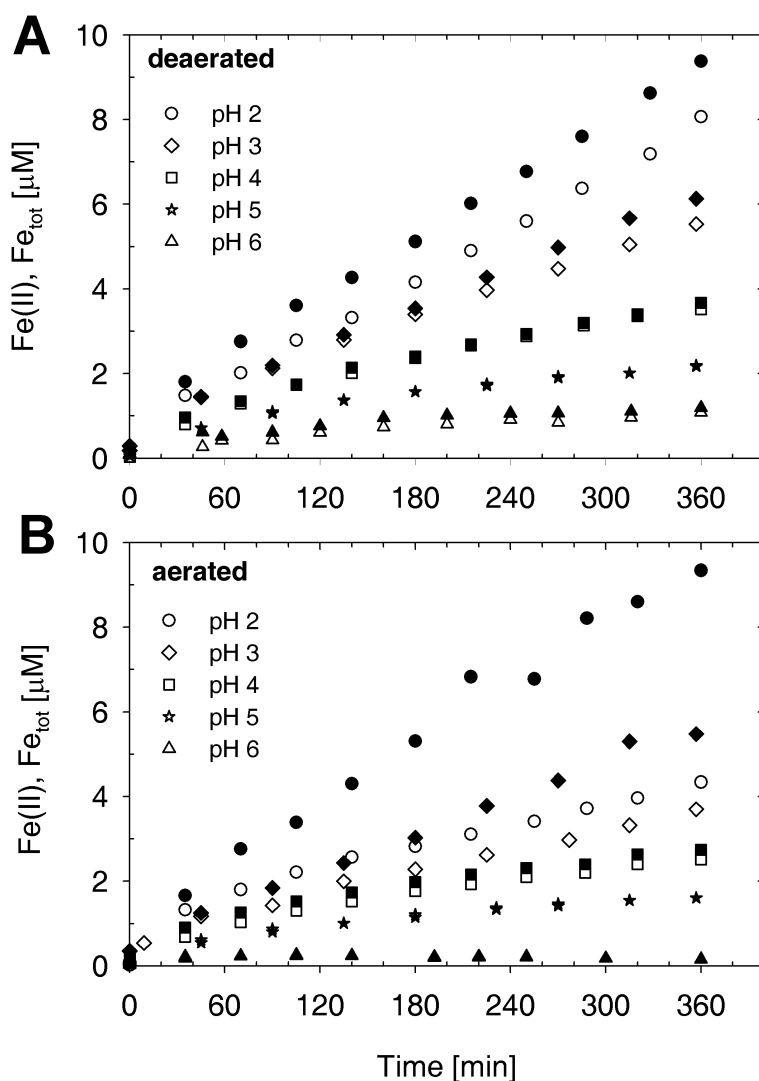 A
deaerated
pH 2
pH 3
pH 4
pH 5
pH 6
Fe(II), Fe_tot [μM]
10
8
6
4
2
0
0 60 120 180 240 300 360
B
aerated
pH 2
pH 3
pH 4
pH 5
pH 6
Fe(II), Fe_tot [μM]
10
8
6
4
2
0
0 60 120 180 240 300 360
Time [min]